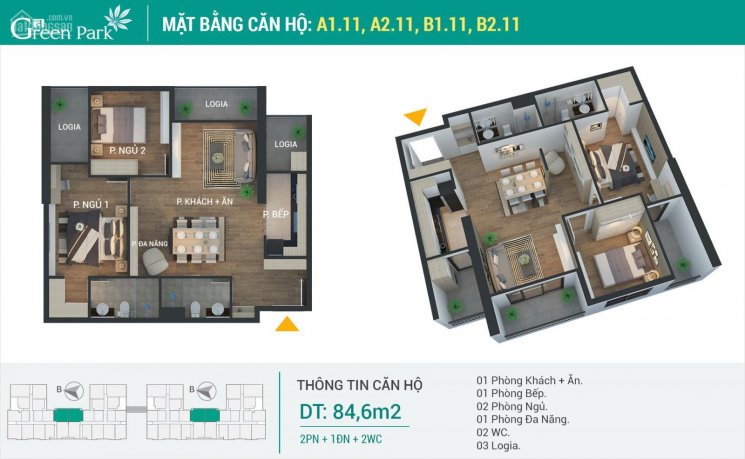 Green Park
MẶT BẰNG CĂN HỘ: A1.11, A2.11, B1.11, B2.11
LOGIA
LOGIA
LOGIA
P. NGỦ 2
P. NGỦ 1
P. KHÁCH + ĂN
P. BẾP
P. ĐA NĂNG
B
B
THÔNG TIN CĂN HỘ
DT: 84,6m2
2PN + 1ĐN + 2WC
01 Phòng Khách + Ăn.
01 Phòng Bếp.
02 Phòng Ngủ.
01 Phòng Đa Năng.
02 WC.
03 Logia.